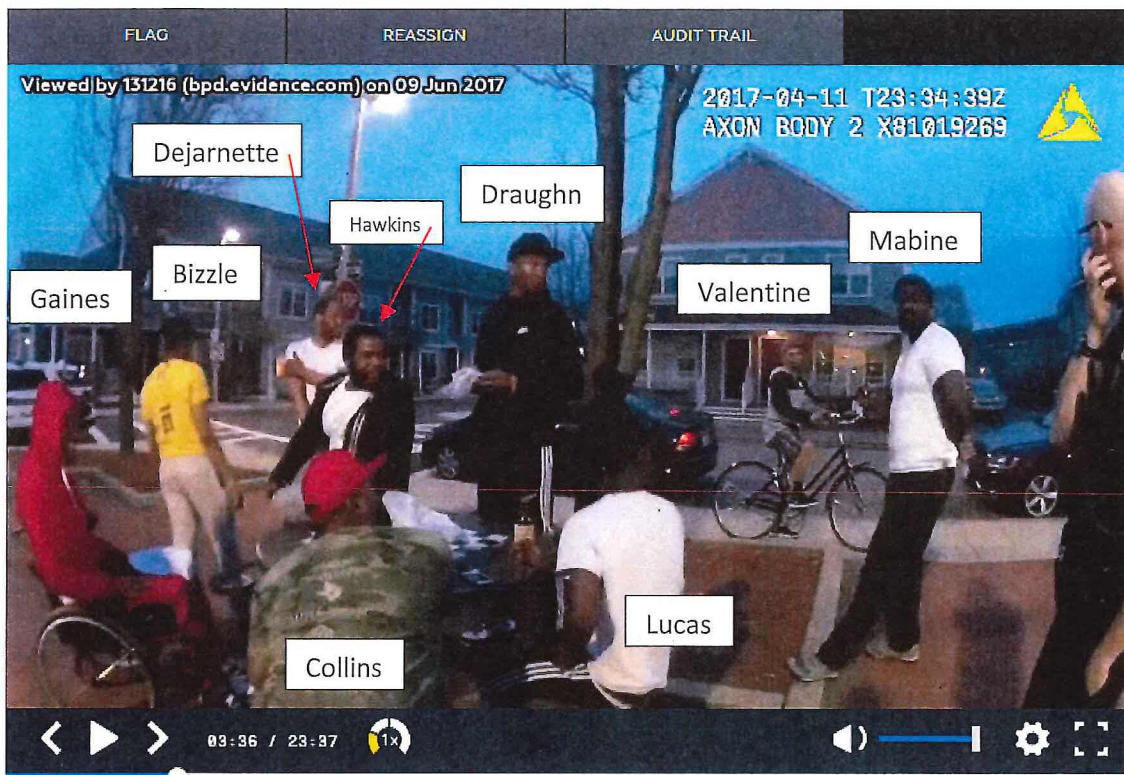 FLAG REASSIGN AUDIT TRAIL
Viewed by 131216 (bpd.evidence.com) on 09 Jun 2017
2017-04-11 T23:34:39Z
AXON BODY 2 X81019269
Dejarnette
Hawkins
Draughn
Mabine
Bizzle
Valentine
Gaines
Lucas
Collins
03:36 / 23:37
1x